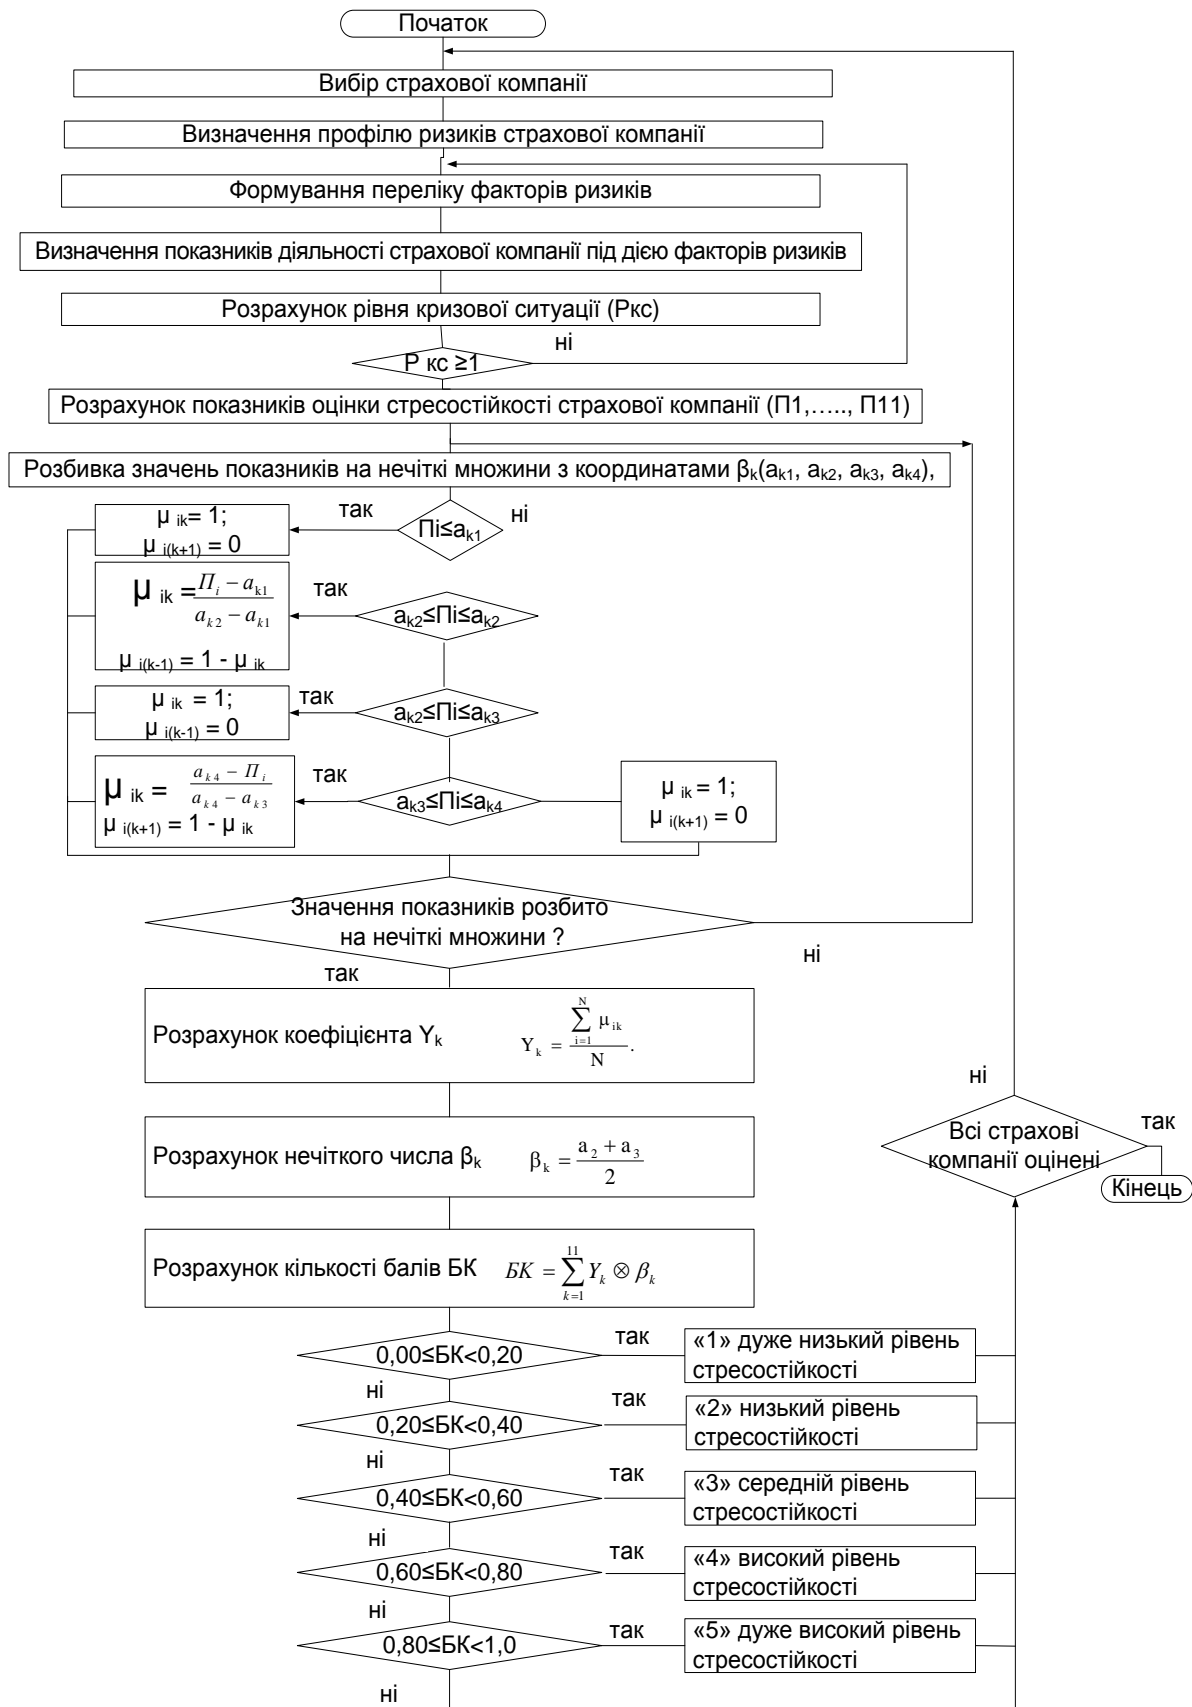 Початок
Вибір страхової компанії
Визначення профілю ризиків страхової компанії
Формування переліку факторів ризиків
Визначення показників діяльності страхової компанії під дією факторів ризиків
Розрахунок рівня кризової ситуації (Ркс)
ні
Р кс ≥1
Розрахунок показників оцінки стресостійкості страхової компанії (П1,….., П11)
Розбивка значень показників на нечіткі множини з координатами βk(ak1, ak2, ak3, ak4),
μ ik= 1;
μ i(k+1) = 0
так
Пі≤ak1
ні
μ ik = (Пi − ak1) / (ak2 − ak1)
μ i(k-1) = 1 - μ ik
так
ak2≤Пі≤ak2
μ ik = 1;
μ i(k-1) = 0
так
ak2≤Пі≤ak3
μ ik = (ak4 − Пi) / (ak4 − ak3)
μ i(k+1) = 1 - μ ik
так
ak3≤Пі≤ak4
μ ik = 1;
μ i(k+1) = 0
Значення показників розбито
на нечіткі множини ?
ні
так
Розрахунок коефіцієнта Yk Yk = ∑ i=1 N μik / N.
Розрахунок нечіткого числа βk βk = (a2 + a3) / 2
Розрахунок кількості балів БК БК = ∑ k=1 11 Yk ⊗ βk
ні
Всі страхові
компанії оцінені
так
Кінець
0,00≤БК<0,20
так
«1» дуже низький рівень
стресостійкості
ні
0,20≤БК<0,40
так
«2» низький рівень
стресостійкості
ні
0,40≤БК<0,60
так
«3» середній рівень
стресостійкості
ні
0,60≤БК<0,80
так
«4» високий рівень
стресостійкості
ні
0,80≤БК<1,0
так
«5» дуже високий рівень
стресостійкості
ні